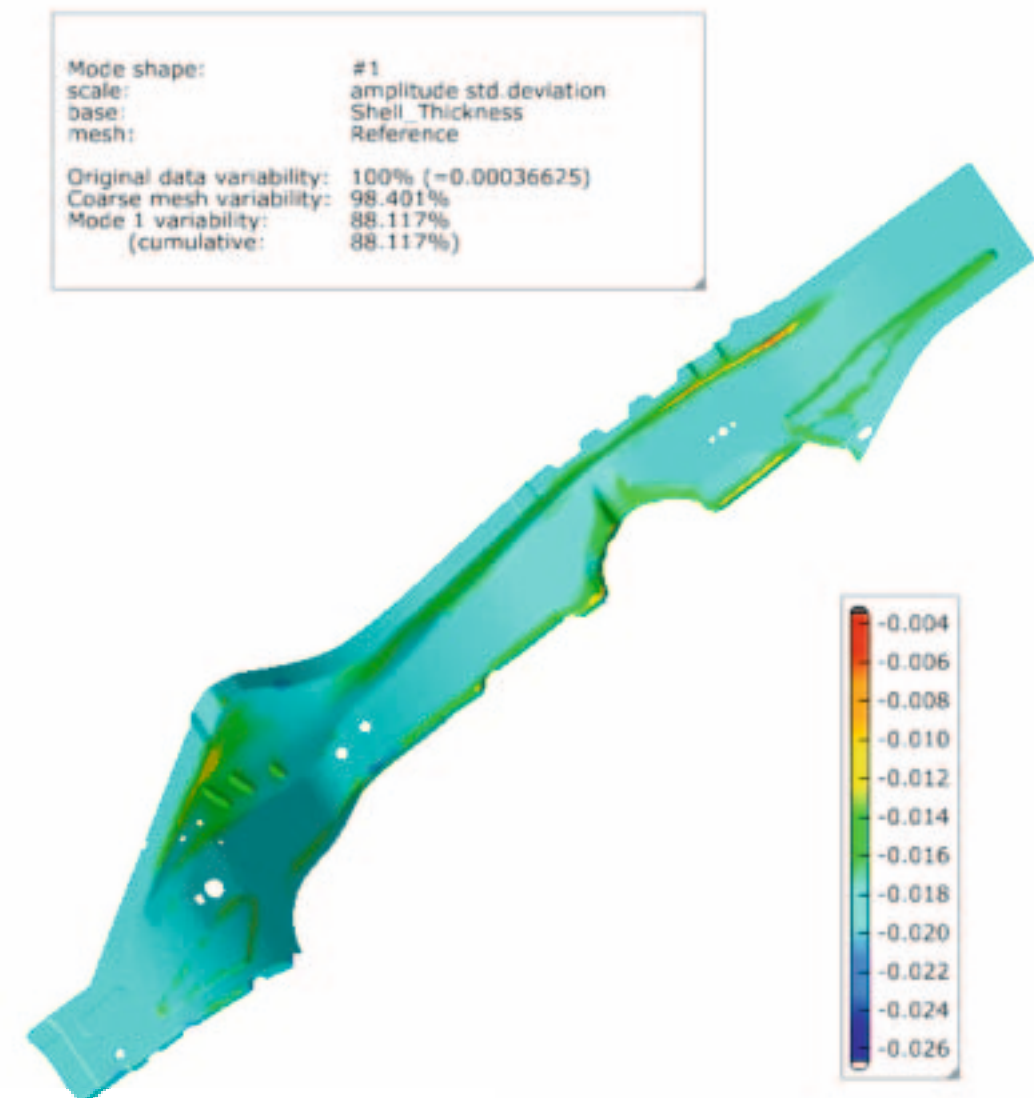 Mode shape: #1
scale: amplitude std.deviation
base: Shell_Thickness
mesh: Reference
Original data variability: 100% (=0.00036625)
Coarse mesh variability: 98.401%
Mode 1 variability: 88.117%
(cumulative: 88.117%)
-0.004
-0.006
-0.008
-0.010
-0.012
-0.014
-0.016
-0.018
-0.020
-0.022
-0.024
-0.026